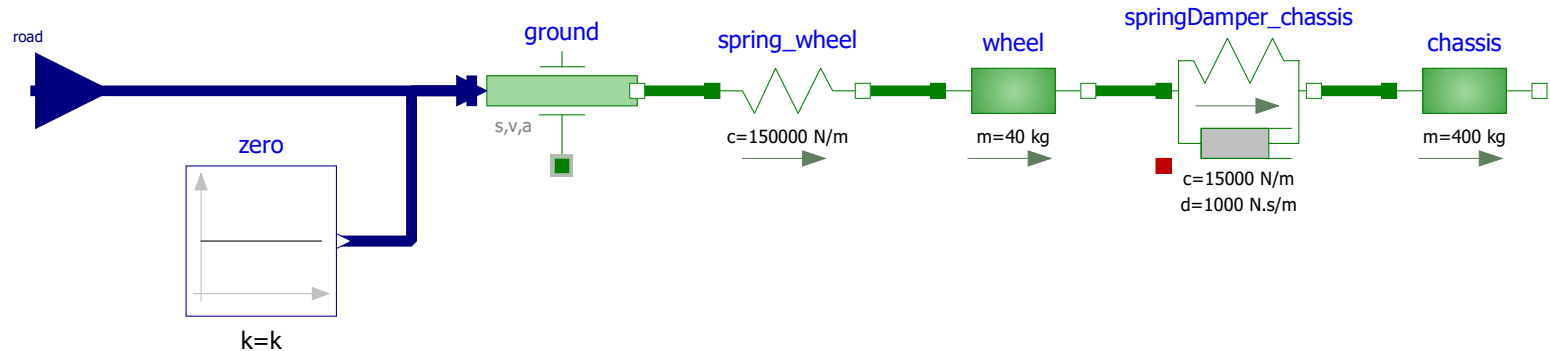 road
ground
spring_wheel
wheel
springDamper_chassis
chassis
s,v,a
c=150000 N/m
m=40 kg
c=15000 N/m
d=1000 N.s/m
m=400 kg
zero
k=k